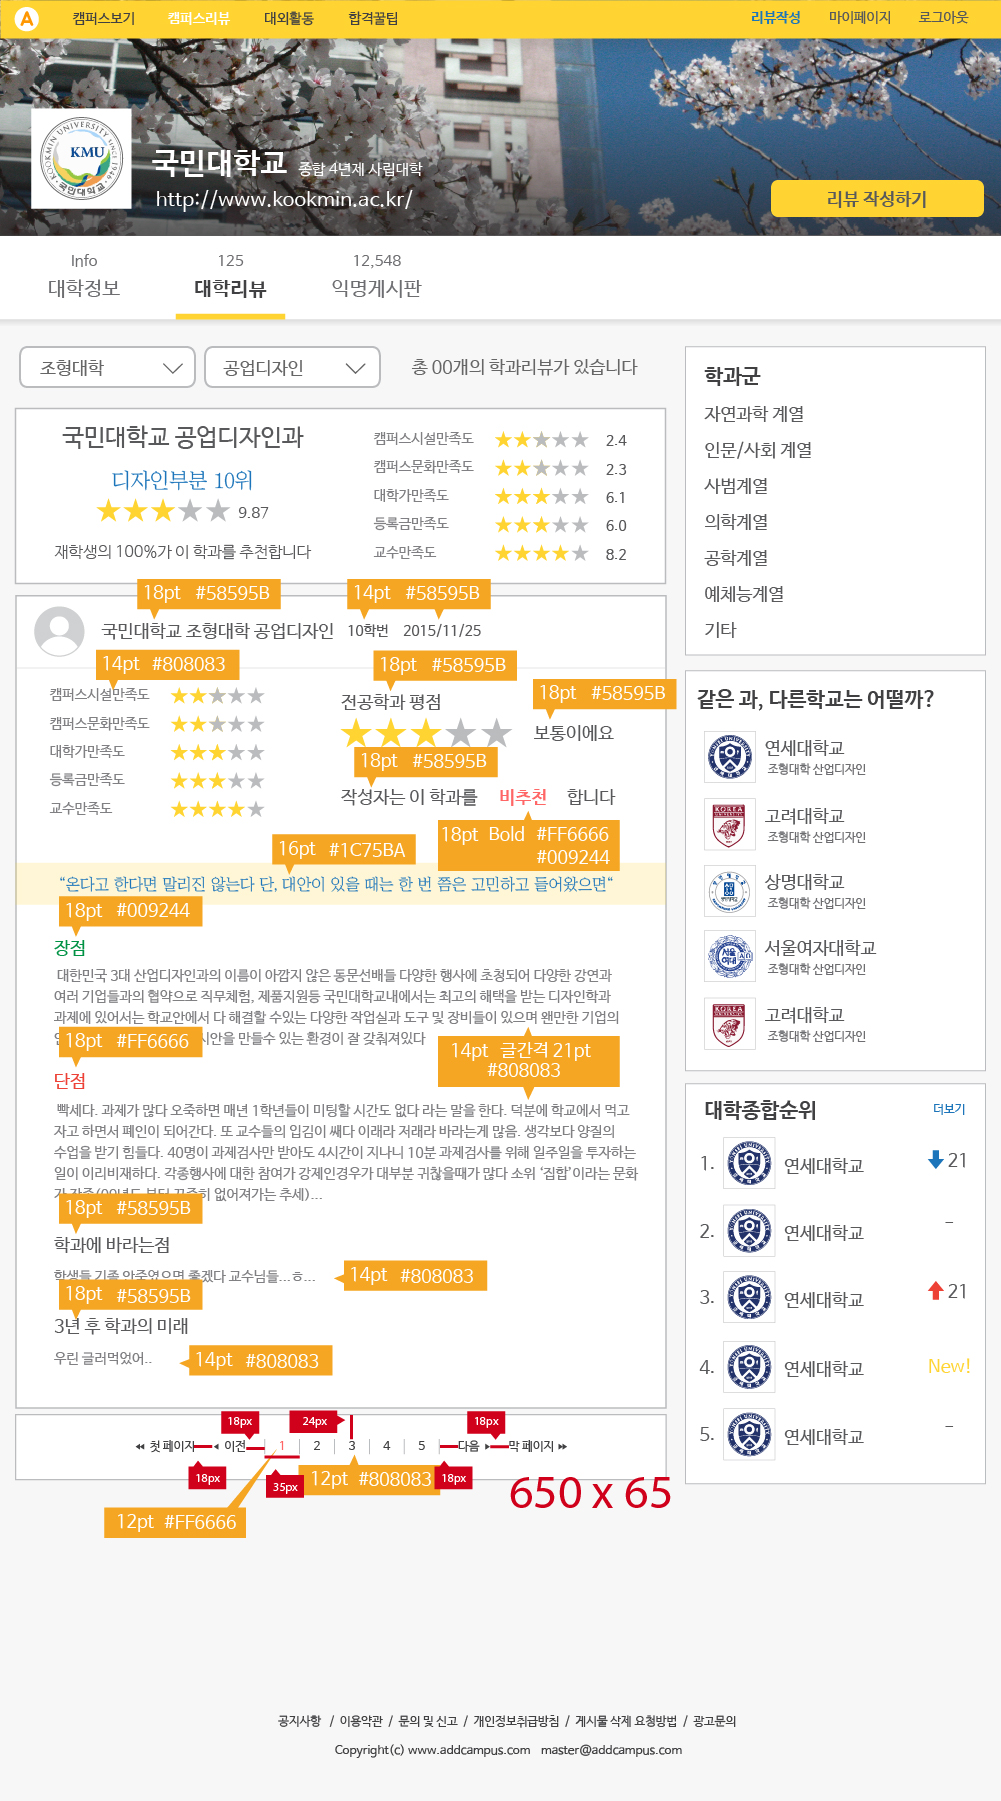 A 캠퍼스보기 캠퍼스리뷰 대외활동 합격꿀팁 리뷰작성 마이페이지 로그아웃
KOOKMIN UNIVERSITY SINCE 1946
KMU
국민대학교
국민대학교 종합 4년제 사립대학
http://www.kookmin.ac.kr/
리뷰 작성하기
Info 125 12,548
대학정보 대학리뷰 익명게시판
조형대학 공업디자인 총 00개의 학과리뷰가 있습니다
국민대학교 공업디자인과
디자인부분 10위
9.87
재학생의 100%가 이 학과를 추천합니다
캠퍼스시설만족도 2.4
캠퍼스문화만족도 2.3
대학가만족도 6.1
등록금만족도 6.0
교수만족도 8.2
18pt #58595B
14pt #58595B
국민대학교 조형대학 공업디자인 10학번 2015/11/25
14pt #808083
18pt #58595B
18pt #58595B
캠퍼스시설만족도
캠퍼스문화만족도
대학가만족도
등록금만족도
교수만족도
전공학과 평점
보통이에요
18pt #58595B
작성자는 이 학과를 비추천 합니다
18pt Bold #FF6666
#009244
16pt #1C75BA
“온다고 한다면 말리진 않는다 단, 대안이 있을 때는 한 번 쯤은 고민하고 들어왔으면“
18pt #009244
장점
대한민국 3대 산업디자인과의 이름이 아깝지 않은 동문선배들 다양한 행사에 초청되어 다양한 강연과
여러 기업들과의 협약으로 직무체험, 제품지원등 국민대학교내에서는 최고의 해택을 받는 디자인학과
과제에 있어서는 학교안에서 다 해결할 수있는 다양한 작업실과 도구 및 장비들이 있으며 왠만한 기업의
시안을 만들수 있는 환경이 잘 갖춰져있다
18pt #FF6666
14pt 글간격 21pt
#808083
단점
빡세다. 과제가 많다 오죽하면 매년 1학년들이 미팅할 시간도 없다 라는 말을 한다. 덕분에 학교에서 먹고
자고 하면서 폐인이 되어간다. 또 교수들의 입김이 쎄다 이래라 저래라 바라는게 많음. 생각보다 양질의
수업을 받기 힘들다. 40명이 과제검사만 받아도 4시간이 지나니 10분 과제검사를 위해 일주일을 투자하는
일이 이리비재하다. 각종행사에 대한 참여가 강제인경우가 대부분 귀찮을때가 많다 소위 ‘집합’이라는 문화
없어져가는 추세)...
18pt #58595B
학과에 바라는점
안죽였으면 좋겠다 교수님들...ㅎ...
14pt #808083
18pt #58595B
3년 후 학과의 미래
우린 글러먹었어..
14pt #808083
18px 24px 18px
첫 페이지 이전 1 2 3 4 5 다음 막 페이지
18px 35px 12pt #808083 18px
650 x 65
12pt #FF6666
학과군
자연과학 계열
인문/사회 계열
사범계열
의학계열
공학계열
예체능계열
기타
같은 과, 다른학교는 어떨까?
연세대학교
조형대학 산업디자인
KOREA
고려대학교
조형대학 산업디자인
상명대학교
조형대학 산업디자인
서울여대
서울여자대학교
조형대학 산업디자인
KOREA
고려대학교
조형대학 산업디자인
대학종합순위 더보기
1. 연세대학교 21
2. 연세대학교 -
3. 연세대학교 21
4. 연세대학교 New!
5. 연세대학교 -
공지사항 / 이용약관 / 문의 및 신고 / 개인정보취급방침 / 게시물 삭제 요청방법 / 광고문의
Copyright(c) www.addcampus.com master@addcampus.com